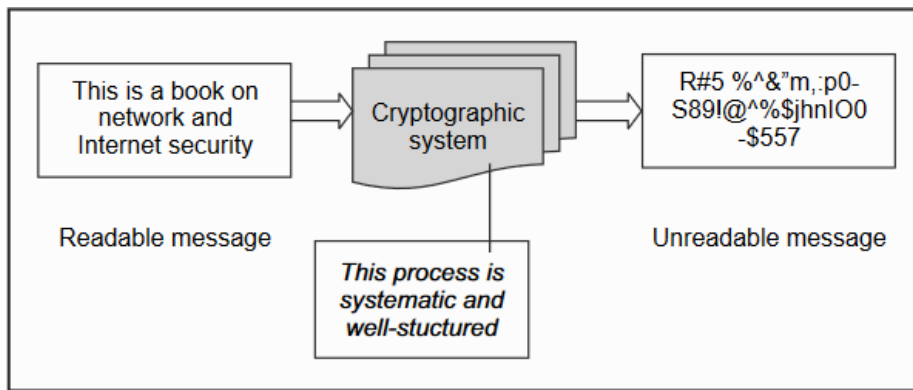 This is a book on
network and
Internet security
Cryptographic
system
R#5 %^&”m,:p0-
S89!@^%$jhnIO0
-$557
Readable message
Unreadable message
This process is
systematic and
well-stuctured